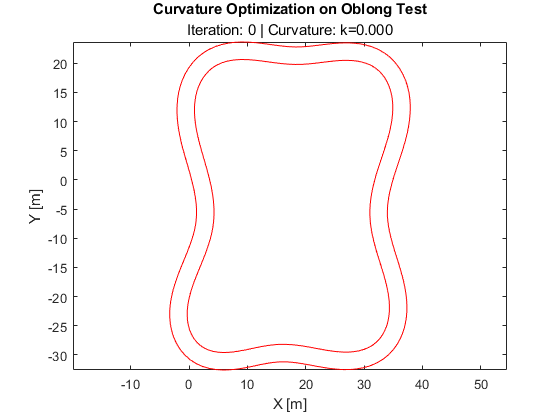 Curvature Optimization on Oblong Test
Iteration: 0 | Curvature: k=0.000
20
15
10
5
0
-5
-10
-15
-20
-25
-30
Y [m]
-10 0 10 20 30 40 50
X [m]